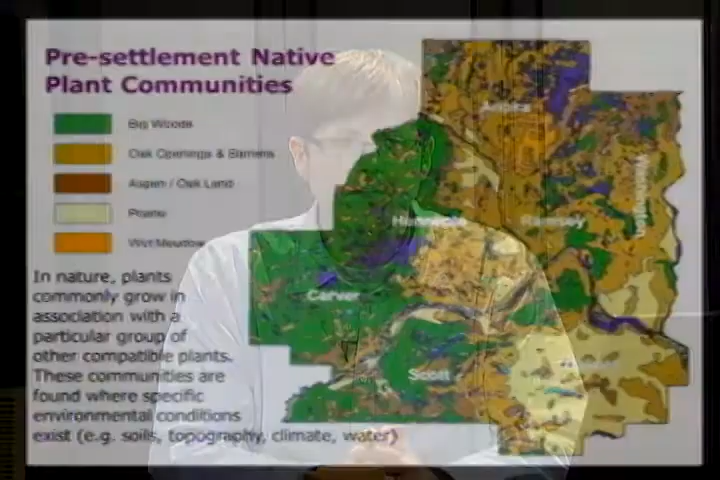 Pre-settlement Native
Plant Communities
Big Woods
Oak Openings & Barrens
Aspen / Oak Land
Prairie
Wet Meadow
In nature, plants
commonly grow in
association with a
particular group of
other compatible plants.
These communities are
found where specific
environmental conditions
exist (e.g. soils, topography, climate, water)
Anoka
Washington
Hennepin
Ramsey
Carver
Scott